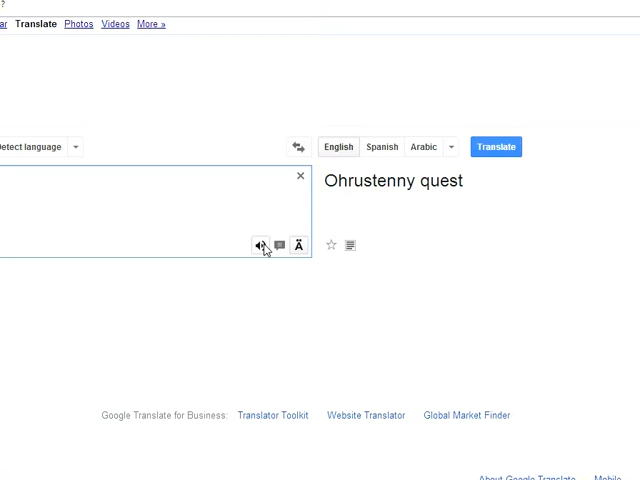 ?
ar Translate Photos Videos More »
Detect language English Spanish Arabic Translate
Ohrustenny quest
Ä
Google Translate for Business: Translator Toolkit Website Translator Global Market Finder
About Google Translate Mobile